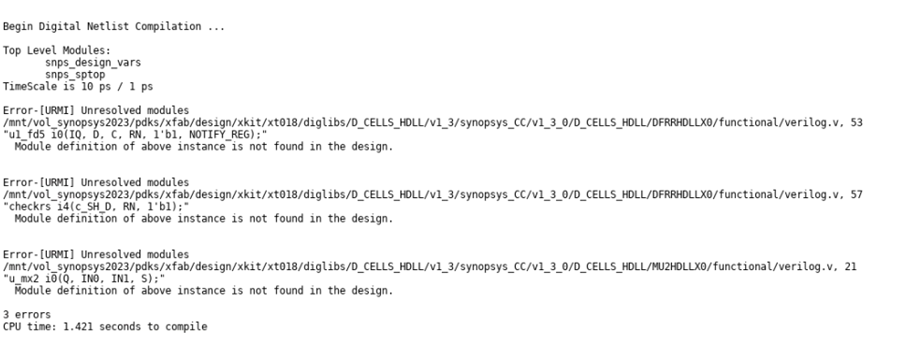 Begin Digital Netlist Compilation ...
Top Level Modules:
snps_design_vars
snps_sptop
TimeScale is 10 ps / 1 ps
Error-[URMI] Unresolved modules
/mnt/vol_synopsys2023/pdks/xfab/design/xkit/xt018/diglibs/D_CELLS_HDLL/v1_3/synopsys_CC/v1_3_0/D_CELLS_HDLL/DFRRHDLLX0/functional/verilog.v, 53
"u1_fd5 i0(IQ, D, C, RN, 1'b1, NOTIFY_REG);"
Module definition of above instance is not found in the design.
Error-[URMI] Unresolved modules
/mnt/vol_synopsys2023/pdks/xfab/design/xkit/xt018/diglibs/D_CELLS_HDLL/v1_3/synopsys_CC/v1_3_0/D_CELLS_HDLL/DFRRHDLLX0/functional/verilog.v, 57
"checkrs i4(c_SH_D, RN, 1'b1);"
Module definition of above instance is not found in the design.
Error-[URMI] Unresolved modules
/mnt/vol_synopsys2023/pdks/xfab/design/xkit/xt018/diglibs/D_CELLS_HDLL/v1_3/synopsys_CC/v1_3_0/D_CELLS_HDLL/MU2HDLLX0/functional/verilog.v, 21
"u_mx2 i0(Q, IN0, IN1, S);"
Module definition of above instance is not found in the design.
3 errors
CPU time: 1.421 seconds to compile